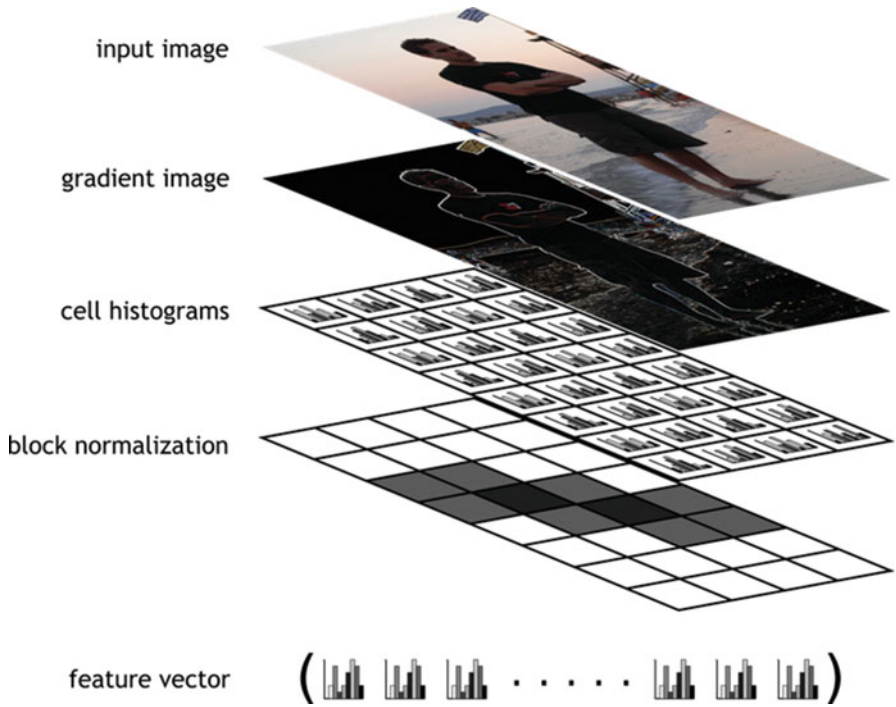 input image
gradient image
cell histograms
block normalization
feature vector
( . . . . . )